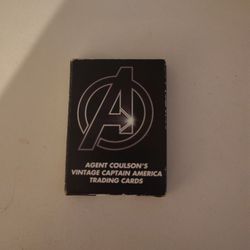 AGENT COULSON'S
VINTAGE CAPTAIN AMERICA
TRADING CARDS